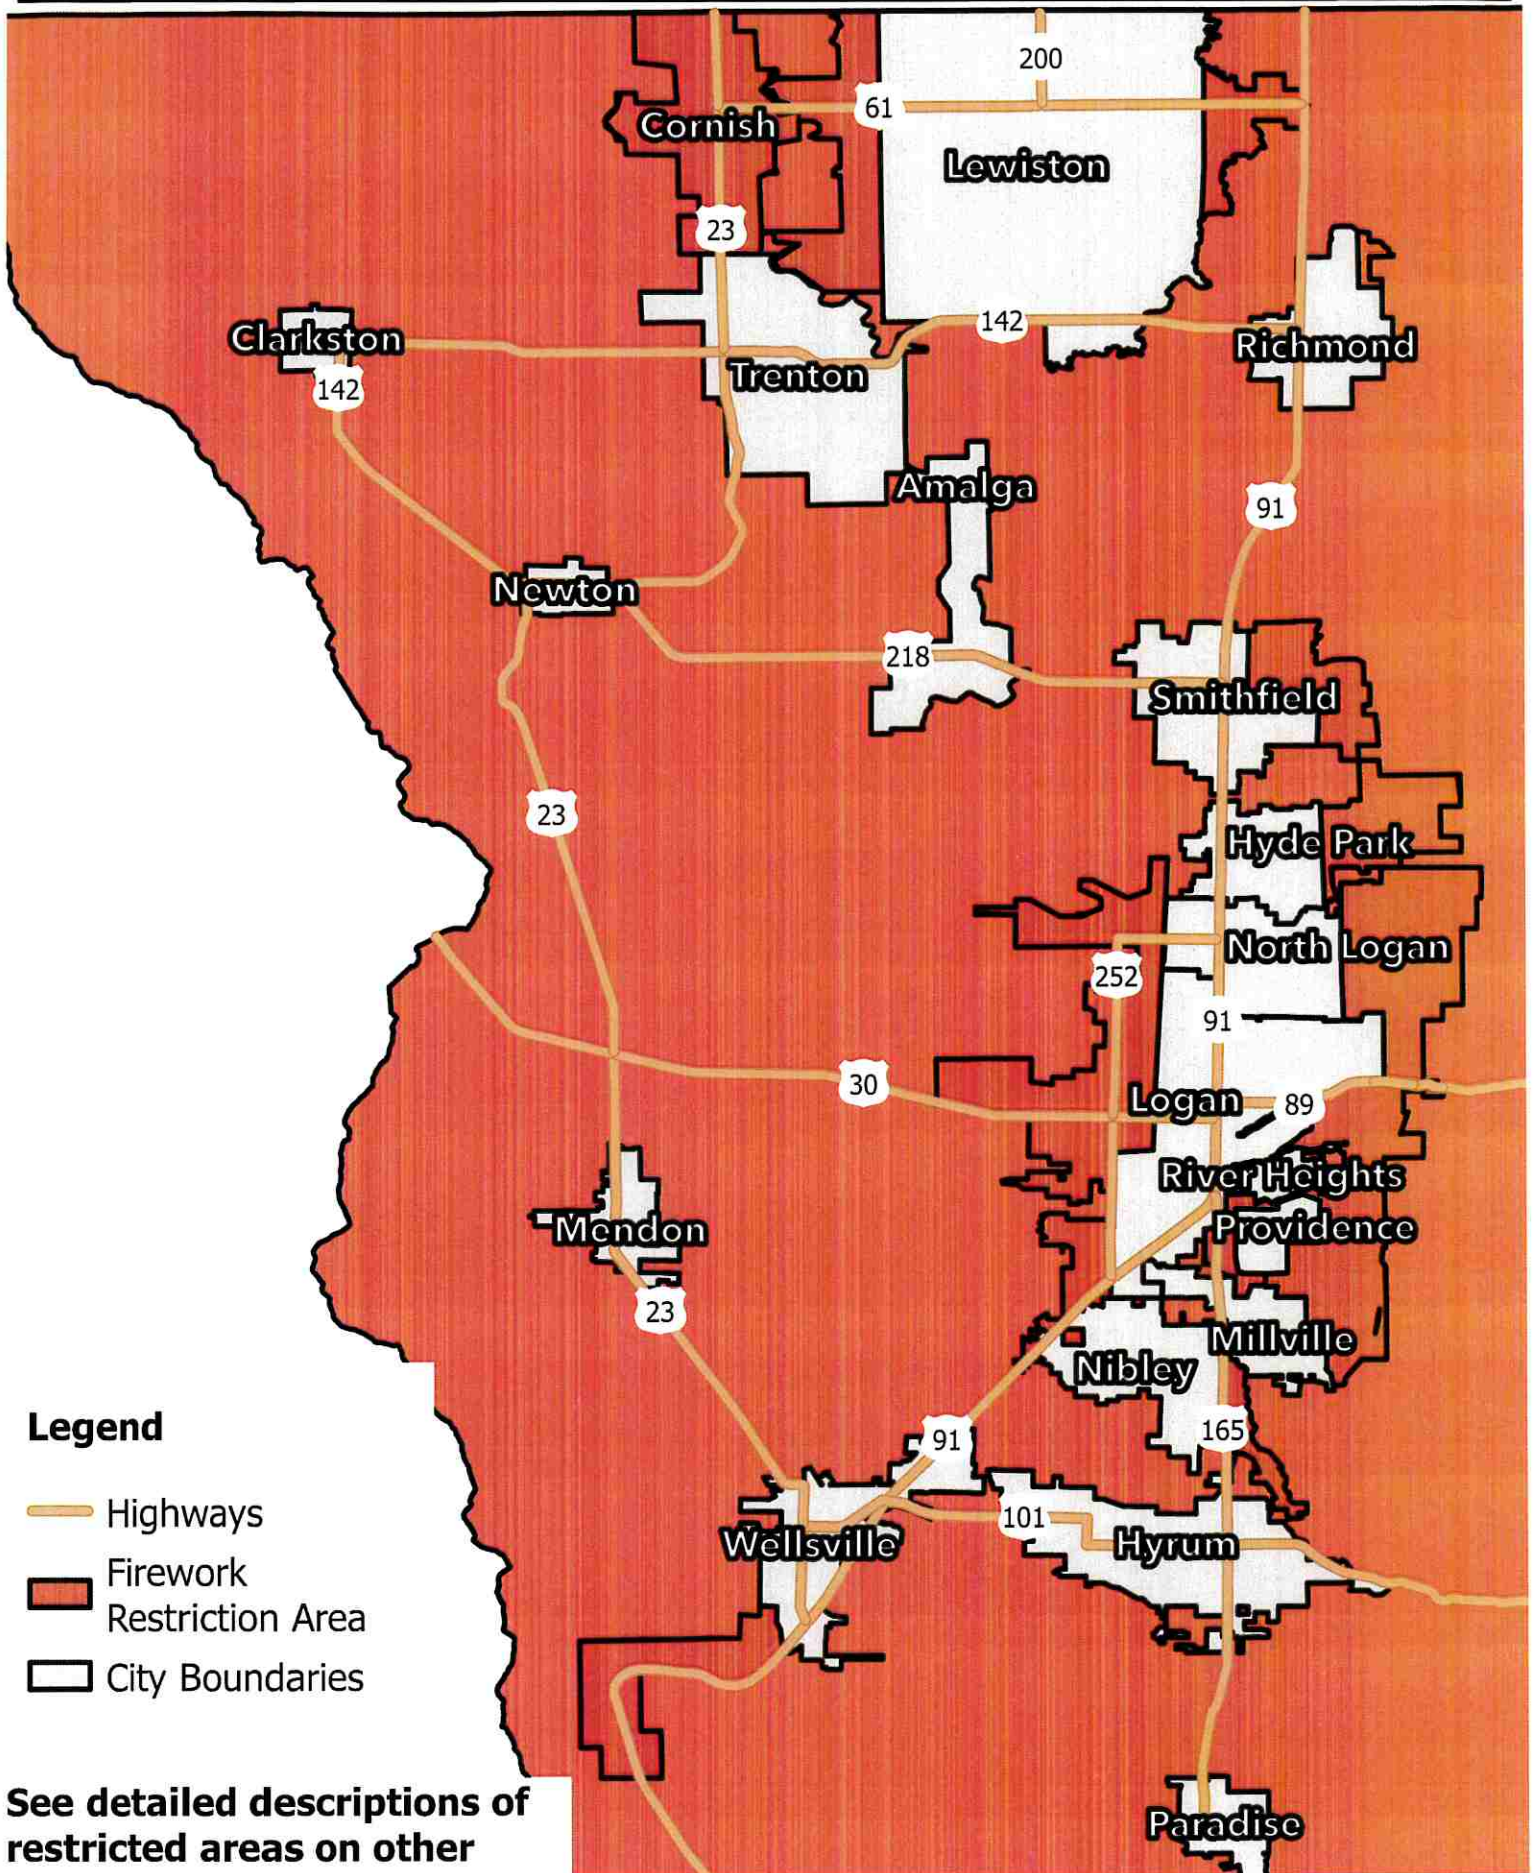 200
61
Cornish
Lewiston
23
142
Clarkston
Richmond
Trenton
142
Amalga
91
Newton
218
Smithfield
23
Hyde Park
North Logan
252
91
30
Logan
89
River Heights
Providence
Mendon
23
Millville
Nibley
165
91
101
Wellsville
Hyrum
Paradise
Legend
Highways
Firework
Restriction Area
City Boundaries
See detailed descriptions of
restricted areas on other